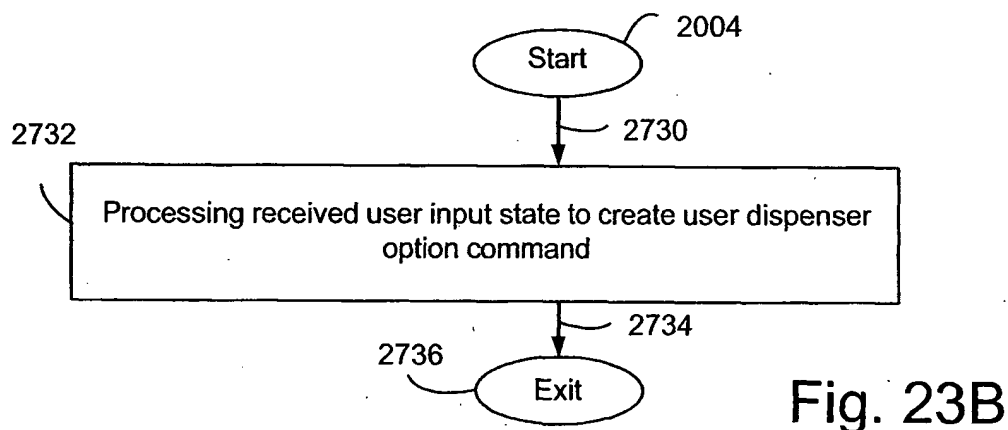 2004
Start
2730
2732
Processing received user input state to create user dispenser
option command
2734
2736
Exit
Fig. 23B